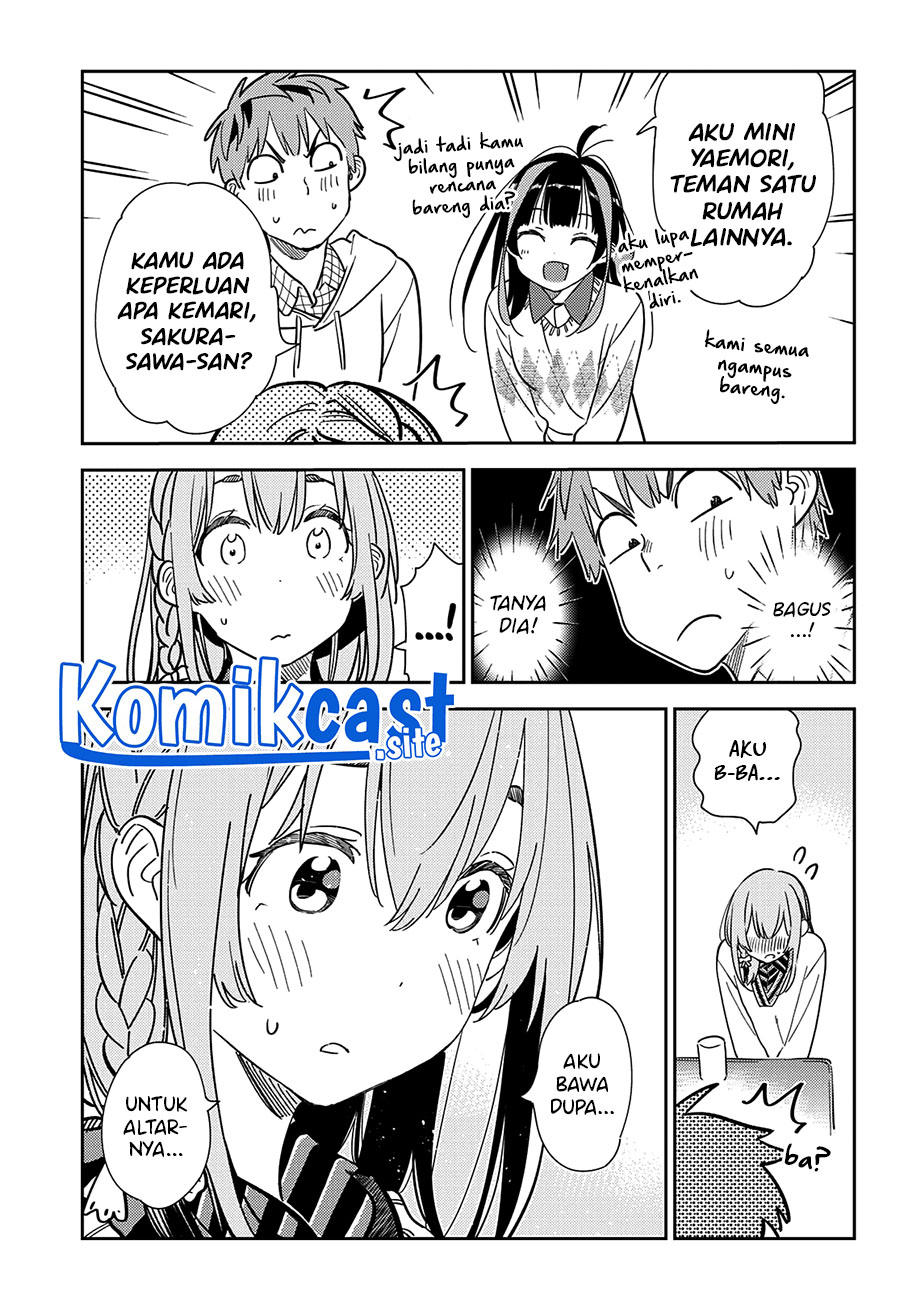 AKU MINI
YAEMORI,
TEMAN SATU
RUMAH
LAINNYA.
aku lupa
memper-
kenalkan
diri.
kami semua
ngampus
bareng.
jadi tadi kamu
bilang punya
rencana
bareng dia?
KAMU ADA
KEPERLUAN
APA KEMARI,
SAKURA-
SAWA-SAN?
BAGUS
...!
TANYA
DIA!
....!
AKU
B-BA...
ba?
AKU
BAWA
DUPA...
UNTUK
ALTAR-
NYA...
Komikcast
.site